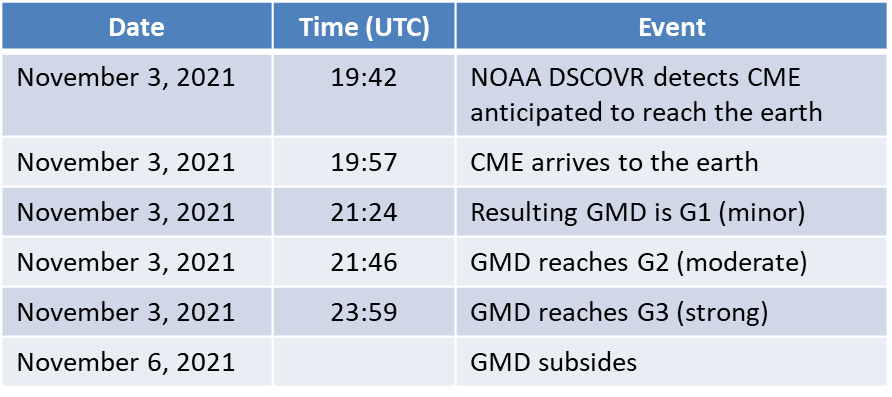 Date Time (UTC) Event
November 3, 2021 19:42 NOAA DSCOVR detects CME
anticipated to reach the earth
November 3, 2021 19:57 CME arrives to the earth
November 3, 2021 21:24 Resulting GMD is G1 (minor)
November 3, 2021 21:46 GMD reaches G2 (moderate)
November 3, 2021 23:59 GMD reaches G3 (strong)
November 6, 2021 GMD subsides